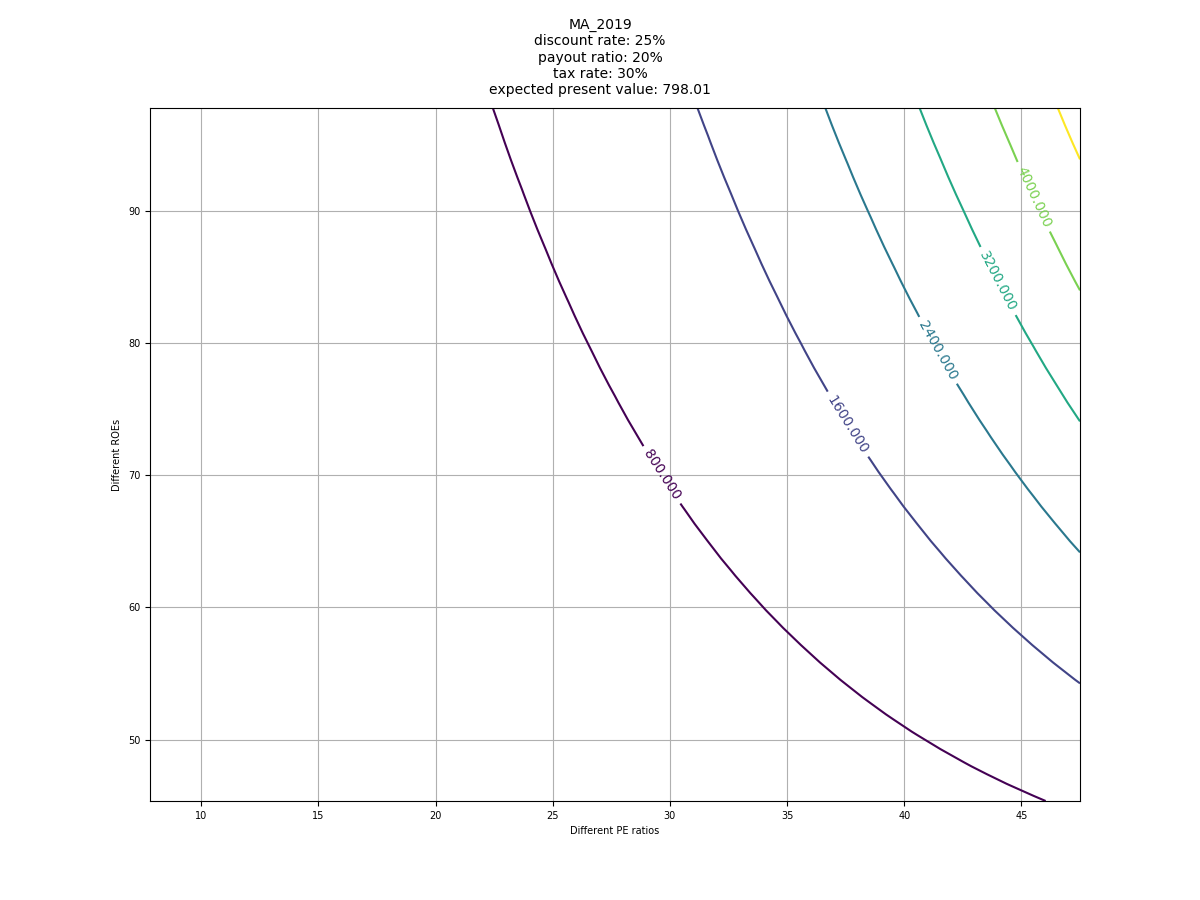 MA_2019
discount rate: 25%
payout ratio: 20%
tax rate: 30%
expected present value: 798.01
Different ROEs
90
80
70
60
50
4000.000
3200.000
2400.000
1600.000
800.000
10 15 20 25 30 35 40 45
Different PE ratios